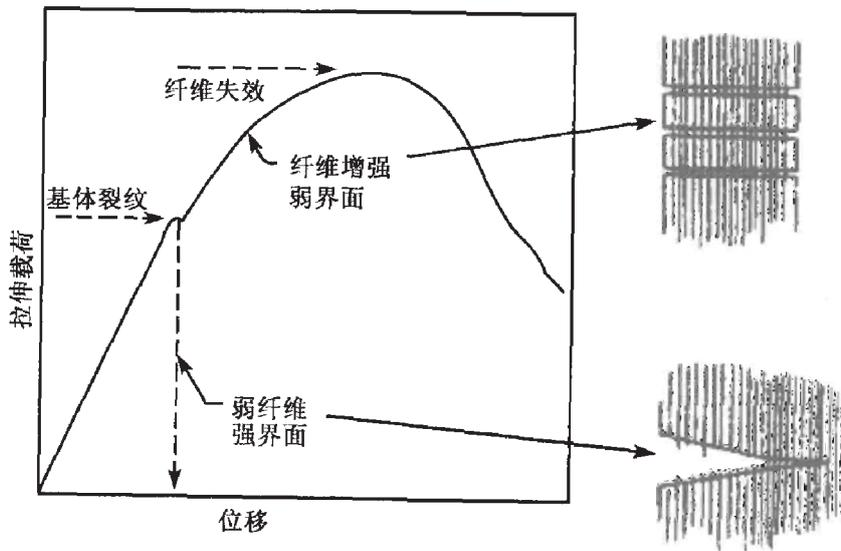 纤维失效
纤维增强
弱界面
基体裂纹
拉伸载荷
弱纤维
强界面
位移